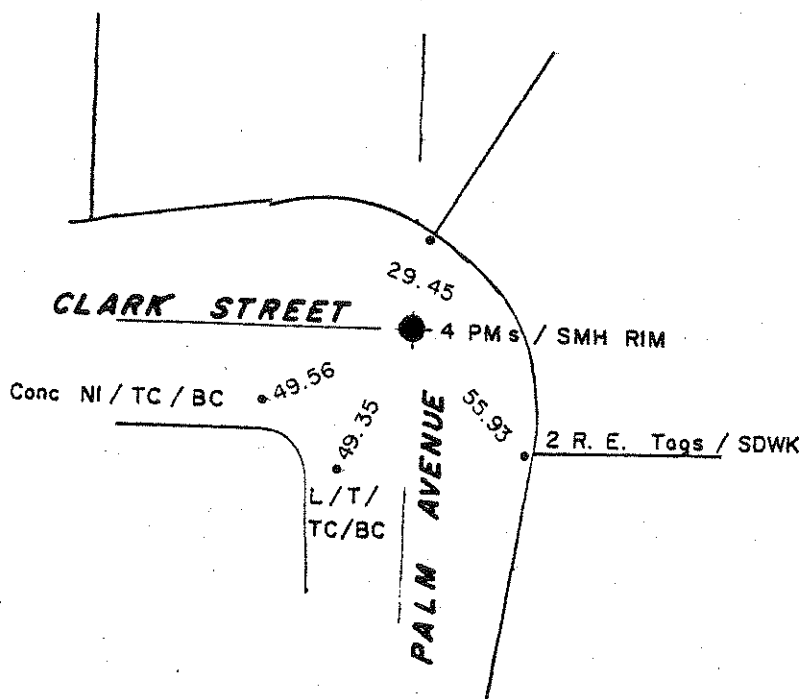 29.45
CLARK STREET
4 PMs / SMH RIM
Conc NI / TC / BC
49.56
49.35
55.93
PALM AVENUE
2 R. E. Tags / SDWK
L / T /
TC/BC